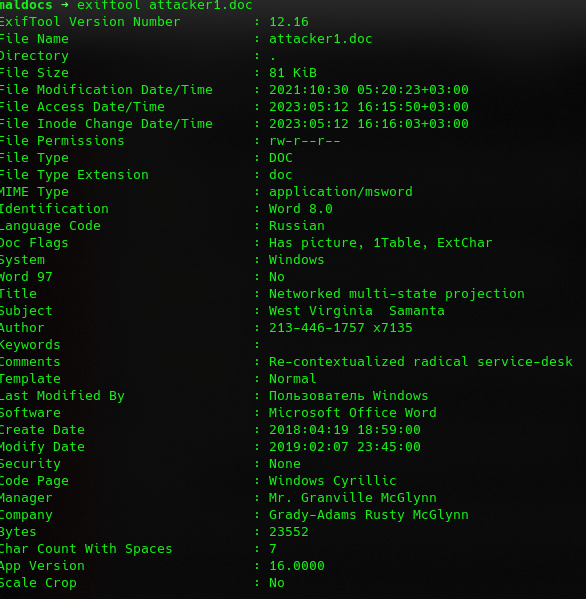 maldocs → exiftool attacker1.doc
ExifTool Version Number : 12.16
File Name : attacker1.doc
Directory : .
File Size : 81 KiB
File Modification Date/Time : 2021:10:30 05:20:23+03:00
File Access Date/Time : 2023:05:12 16:15:50+03:00
File Inode Change Date/Time : 2023:05:12 16:16:03+03:00
File Permissions : rw-r--r--
File Type : DOC
File Type Extension : doc
MIME Type : application/msword
Identification : Word 8.0
Language Code : Russian
Doc Flags : Has picture, 1Table, ExtChar
System : Windows
Word 97 : No
Title : Networked multi-state projection
Subject : West Virginia  Samanta
Author : 213-446-1757 x7135
Keywords :
Comments : Re-contextualized radical service-desk
Template : Normal
Last Modified By : Пользователь Windows
Software : Microsoft Office Word
Create Date : 2018:04:19 18:59:00
Modify Date : 2019:02:07 23:45:00
Security : None
Code Page : Windows Cyrillic
Manager : Mr. Granville McGlynn
Company : Grady-Adams Rusty McGlynn
Bytes : 23552
Char Count With Spaces : 7
App Version : 16.0000
Scale Crop : No